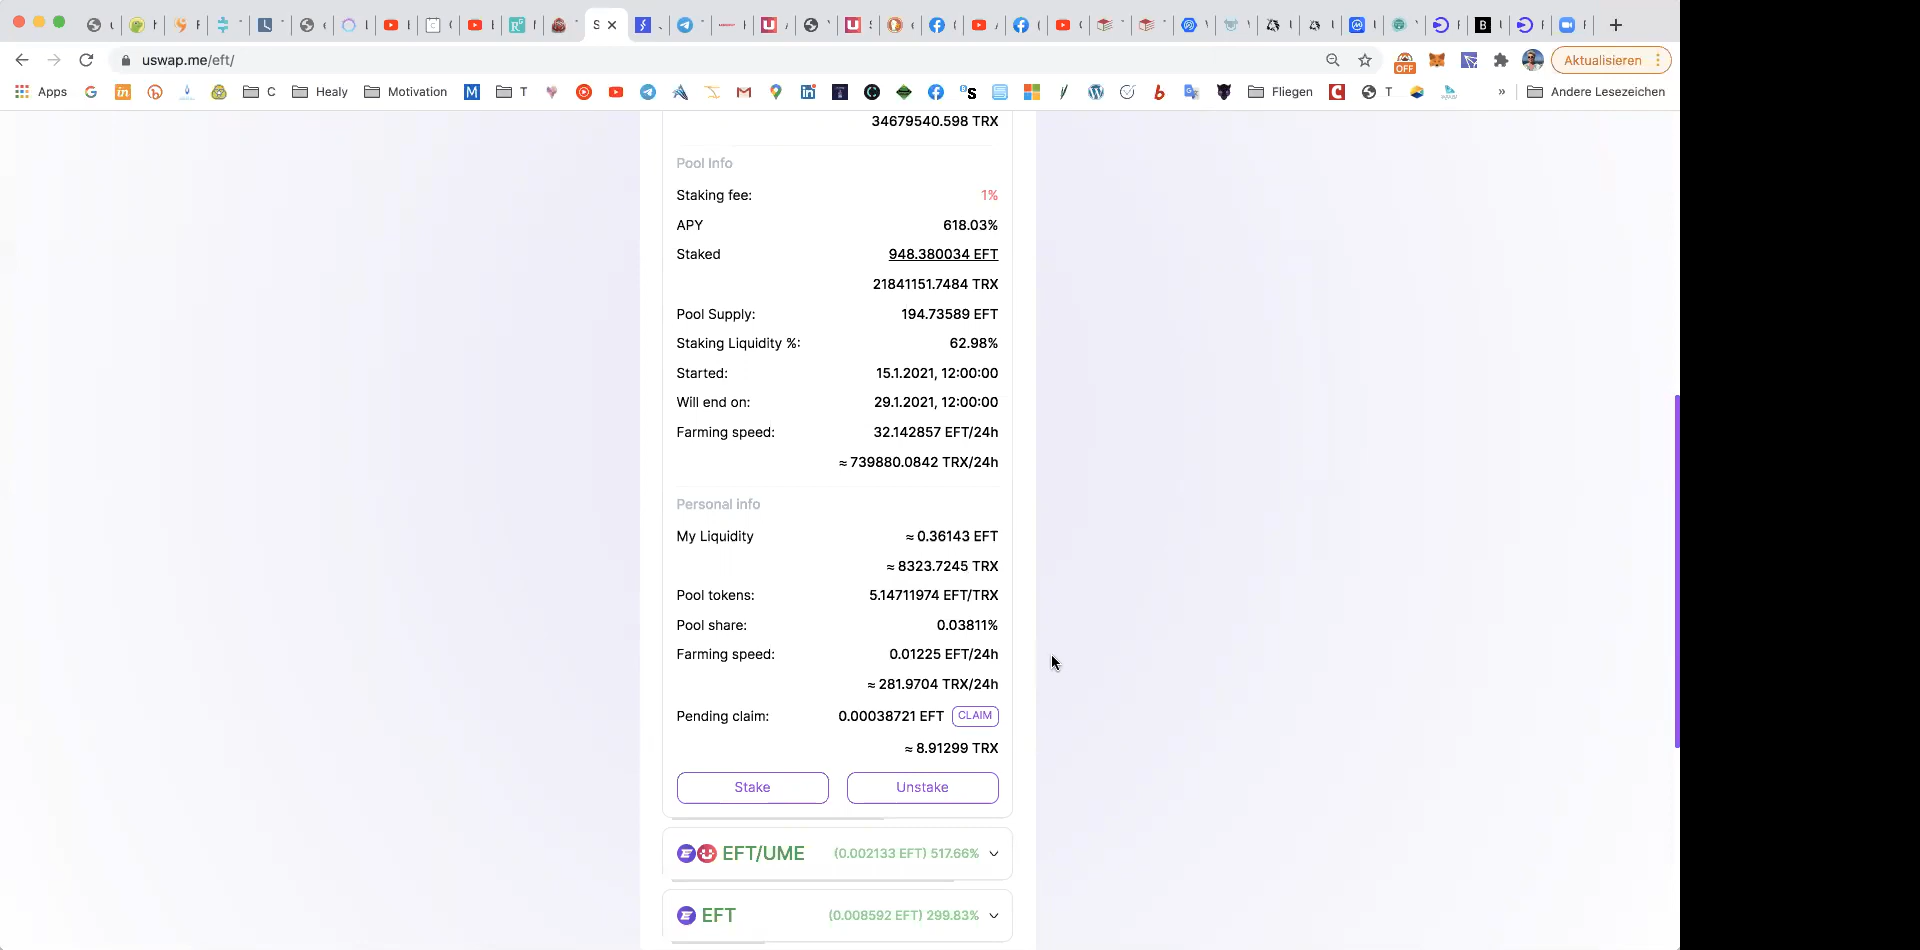 uswap.me/eft/
Aktualisieren
Apps
C
Healy
Motivation
T
Fliegen
T
»
Andere Lesezeichen
OFF
34679540.598 TRX
Pool Info
Staking fee: 1%
APY 618.03%
Staked 948.380034 EFT
21841151.7484 TRX
Pool Supply: 194.73589 EFT
Staking Liquidity %: 62.98%
Started: 15.1.2021, 12:00:00
Will end on: 29.1.2021, 12:00:00
Farming speed: 32.142857 EFT/24h
≈ 739880.0842 TRX/24h
Personal info
My Liquidity ≈ 0.36143 EFT
≈ 8323.7245 TRX
Pool tokens: 5.14711974 EFT/TRX
Pool share: 0.03811%
Farming speed: 0.01225 EFT/24h
≈ 281.9704 TRX/24h
Pending claim: 0.00038721 EFT CLAIM
≈ 8.91299 TRX
Stake Unstake
EFT/UME (0.002133 EFT) 517.66%
EFT (0.008592 EFT) 299.83%